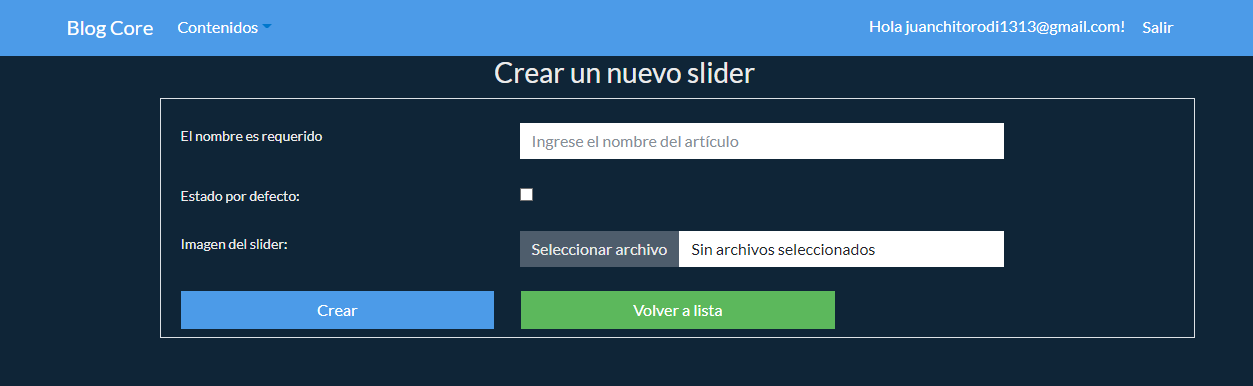 Blog Core Contenidos Hola juanchitorodi1313@gmail.com! Salir
Crear un nuevo slider
El nombre es requerido Ingrese el nombre del artículo
Estado por defecto:
Imagen del slider: Seleccionar archivo Sin archivos seleccionados
Crear Volver a lista